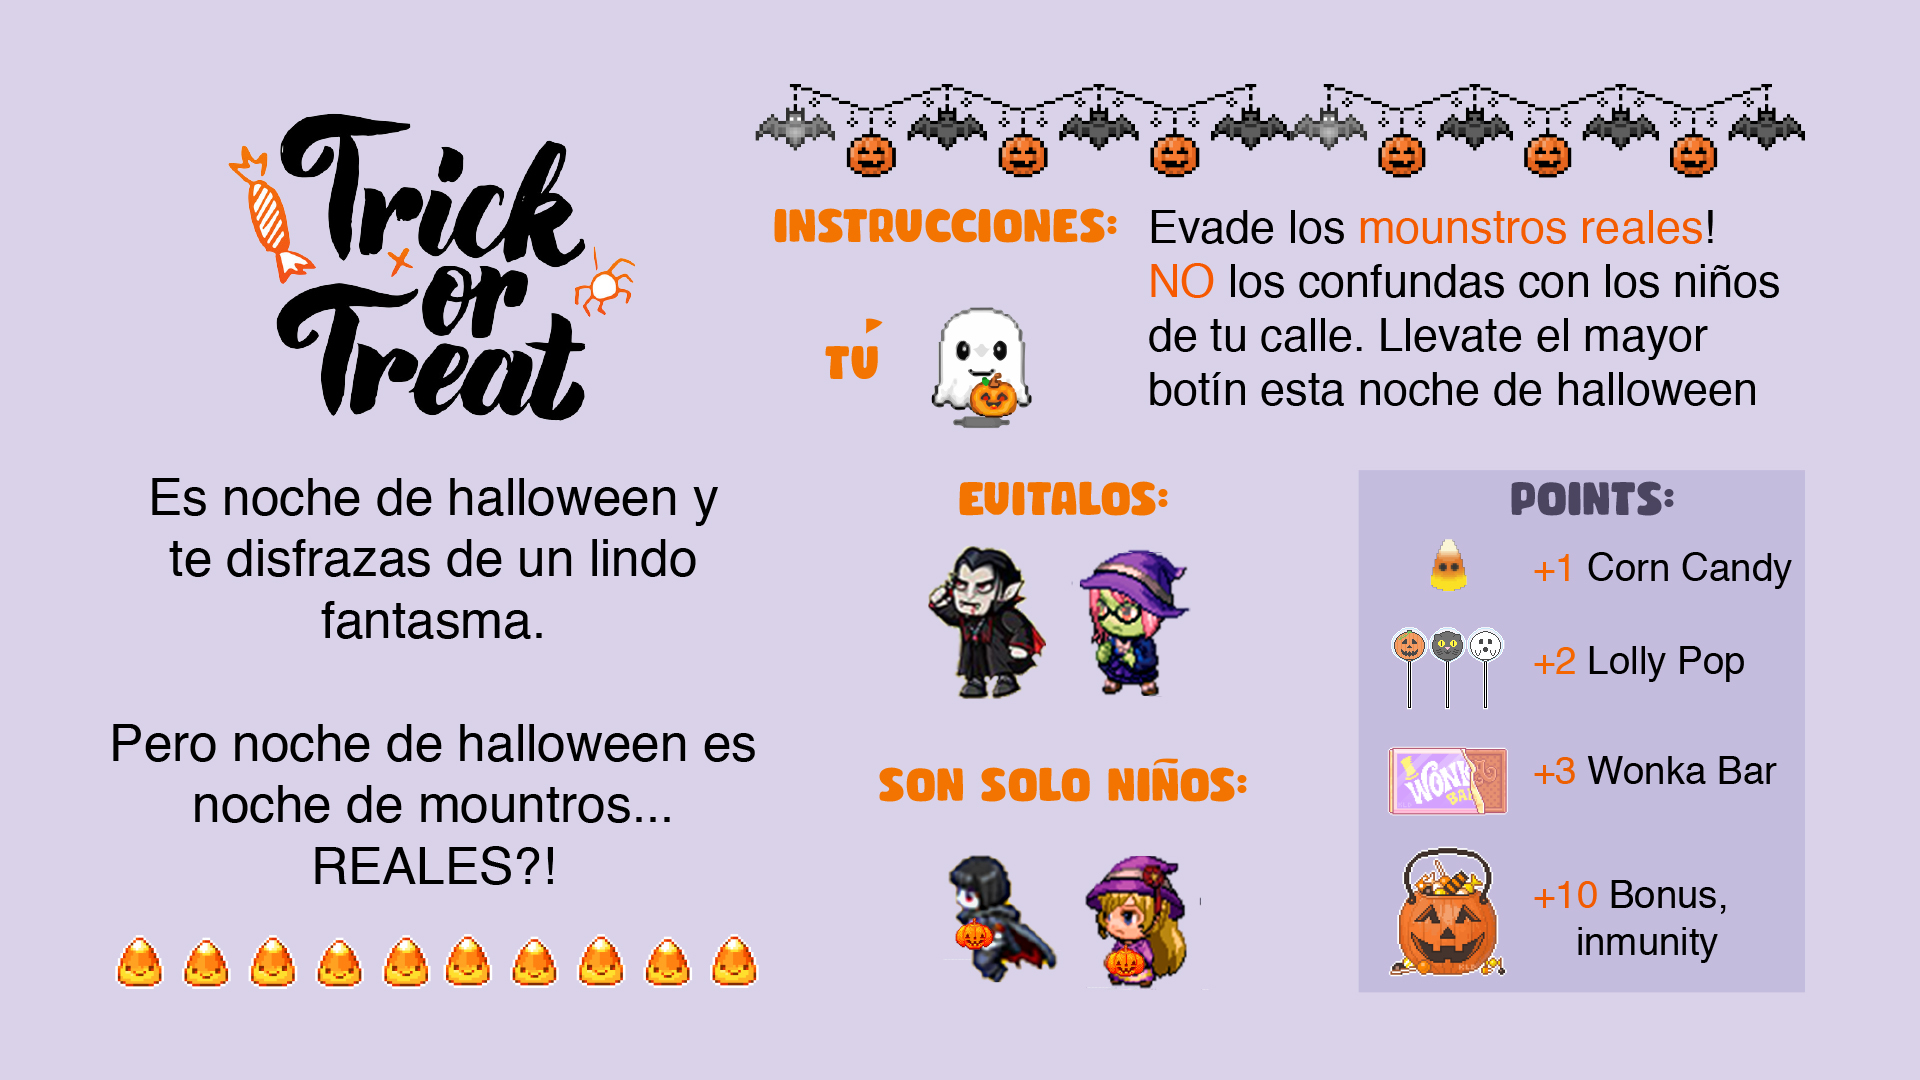 Trick
or
Treat
Es noche de halloween y
te disfrazas de un lindo
fantasma.
Pero noche de halloween es
noche de mountros...
REALES?!
INSTRUCCIONES:
Evade los mounstros reales!
NO los confundas con los niños
de tu calle. Llevate el mayor
botín esta noche de halloween
TÚ
EVITALOS:
SON SOLO NIÑOS:
POINTS:
+1 Corn Candy
+2 Lolly Pop
WONK
BA
+3 Wonka Bar
+10 Bonus,
inmunity